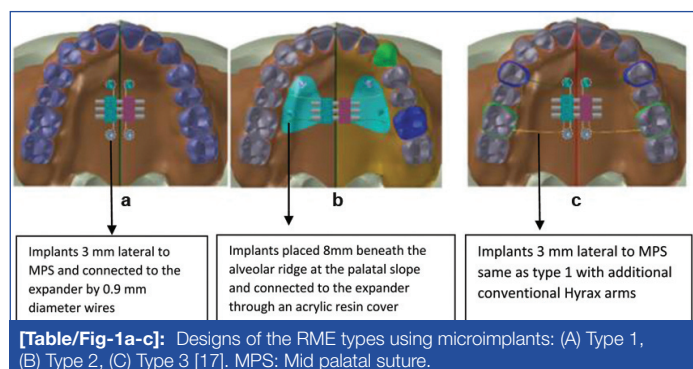 a
b
c
Implants 3 mm lateral to
MPS and connected to the
expander by 0.9 mm
diameter wires
Implants placed 8mm beneath the
alveolar ridge at the palatal slope
and connected to the expander
through an acrylic resin cover
Implants 3 mm lateral to MPS
same as type 1 with additional
conventional Hyrax arms
[Table/Fig-1a-c]: Designs of the RME types using microimplants: (A) Type 1,
(B) Type 2, (C) Type 3 [17]. MPS: Mid palatal suture.